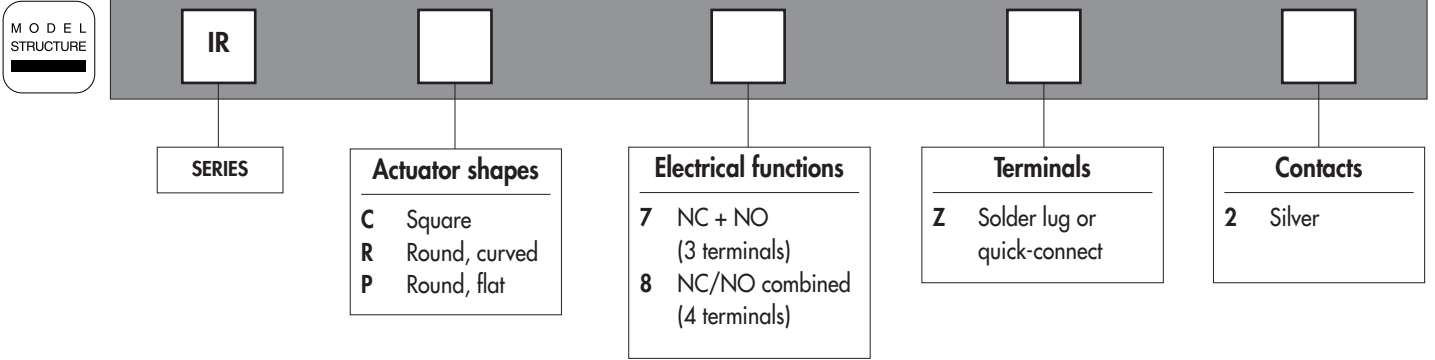 MODEL
STRUCTURE
IR
SERIES
Actuator shapes
C Square
R Round, curved
P Round, flat
Electrical functions
7 NC + NO
(3 terminals)
8 NC/NO combined
(4 terminals)
Terminals
Z Solder lug or
quick-connect
Contacts
2 Silver